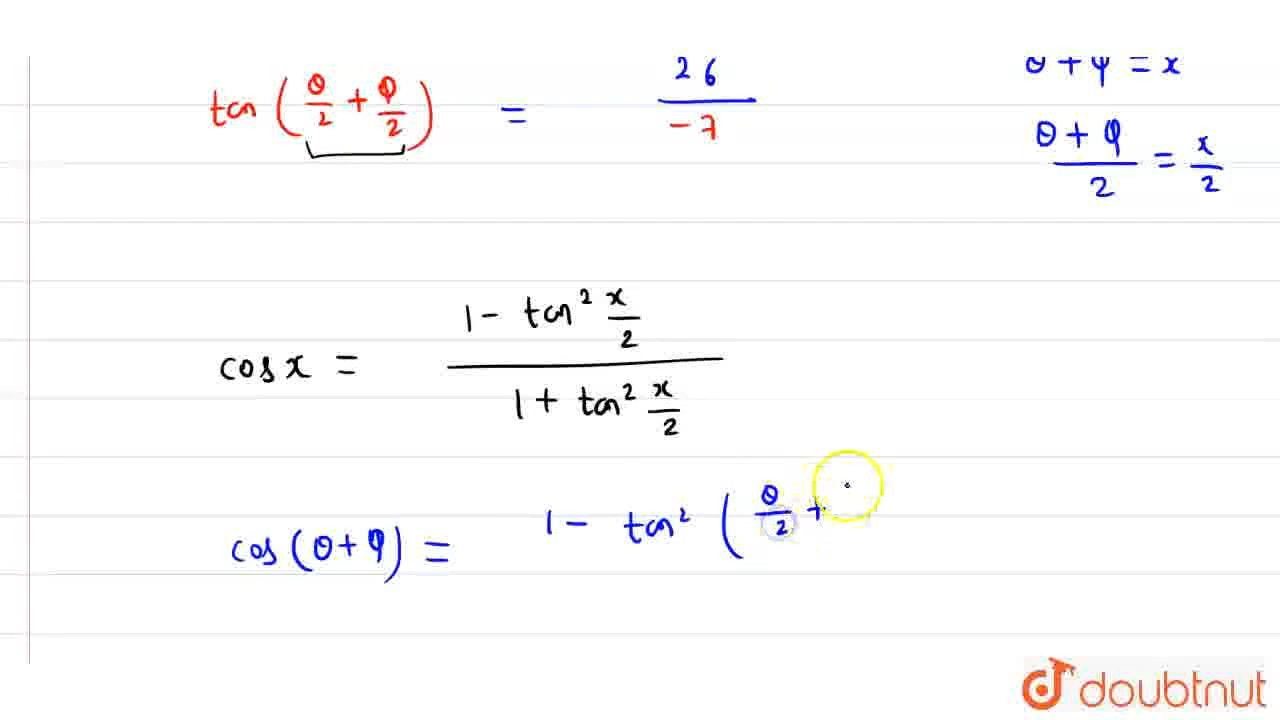 tan (θ/2 + φ/2) = 26/-7
θ + φ = x
(θ + φ)/2 = x/2
cos x = (1 - tan² x/2)/(1 + tan² x/2)
cos (θ + φ) = 1 - tan² (θ/2 +
doubtnut